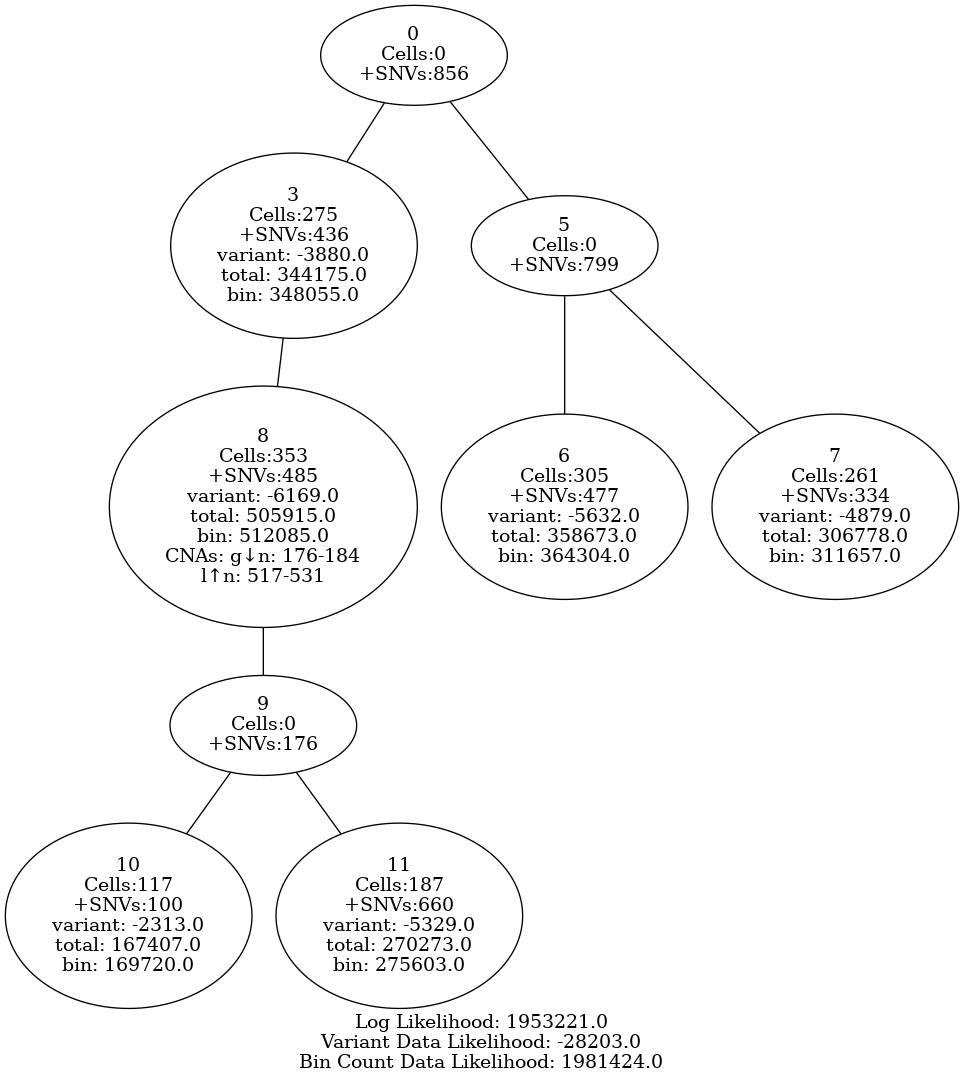 0
Cells:0
+SNVs:856
3
Cells:275
+SNVs:436
variant: -3880.0
total: 344175.0
bin: 348055.0
5
Cells:0
+SNVs:799
8
Cells:353
+SNVs:485
variant: -6169.0
total: 505915.0
bin: 512085.0
CNAs: g↓n: 176-184
l↑n: 517-531
6
Cells:305
+SNVs:477
variant: -5632.0
total: 358673.0
bin: 364304.0
7
Cells:261
+SNVs:334
variant: -4879.0
total: 306778.0
bin: 311657.0
9
Cells:0
+SNVs:176
10
Cells:117
+SNVs:100
variant: -2313.0
total: 167407.0
bin: 169720.0
11
Cells:187
+SNVs:660
variant: -5329.0
total: 270273.0
bin: 275603.0
Log Likelihood: 1953221.0
Variant Data Likelihood: -28203.0
Bin Count Data Likelihood: 1981424.0